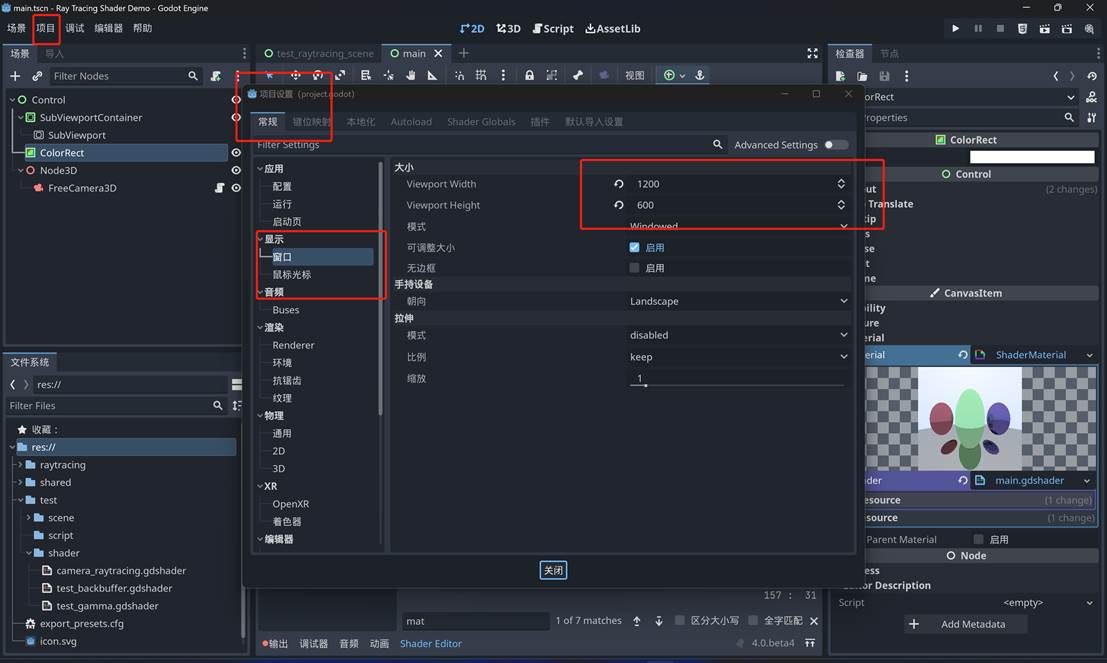 main.tscn - Ray Tracing Shader Demo - Godot Engine
场景 项目 调试 编辑器 帮助
2D 3D Script AssetLib
场景 导入
Filter Nodes
Control
SubViewportContainer
SubViewport
ColorRect
Node3D
FreeCamera3D
文件系统
res://
Filter Files
收藏：
res://
raytracing
shared
test
scene
script
shader
camera_raytracing.gdshader
test_backbuffer.gdshader
test_gamma.gdshader
export_presets.cfg
icon.svg
test_raytracing_scene main
视图
项目设置 (project.godot)
常规 键位映射 本地化 Autoload Shader Globals 插件 默认导入设置
Filter Settings
Advanced Settings
应用
配置
运行
启动页
显示
窗口
鼠标光标
音频
Buses
渲染
Renderer
环境
抗锯齿
纹理
物理
通用
2D
3D
XR
OpenXR
着色器
编辑器
大小
Viewport Width 1200
Viewport Height 600
模式 Windowed
可调整大小 启用
无边框 启用
手持设备
朝向 Landscape
拉伸
模式 disabled
比例 keep
缩放 1
关闭
157 : 31
mat
1 of 7 matches
区分大小写 全字匹配
输出 调试器 音频 动画 Shader Editor
4.0.beta4
检查器 节点
orRect
roperties
ColorRect
Control
ut (2 changes)
Translate
ip
s
se
t
me
CanvasItem
ility
ure
rial
erial ShaderMaterial
der main.gdshader
esource (1 change)
source (1 change)
Parent Material 启用
Node
ess
or Description
Script <empty>
Add Metadata